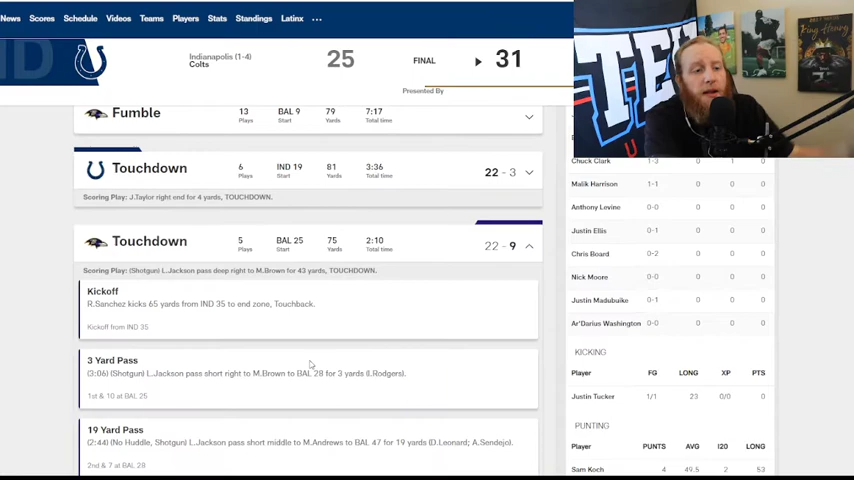 News Scores Schedule Videos Teams Players Stats Standings Latinx
Indianapolis (1-4)
Colts
25
FINAL
31
Presented By
Fumble
13
Plays
BAL 9
Start
79
Yards
7:17
Total time
Touchdown
6
Plays
IND 19
Start
81
Yards
3:36
Total time
22 - 3
Scoring Play: J.Taylor right end for 4 yards, TOUCHDOWN.
Touchdown
5
Plays
BAL 25
Start
75
Yards
2:10
Total time
22 - 9
Scoring Play: (Shotgun) L.Jackson pass deep right to M.Brown for 43 yards, TOUCHDOWN.
Kickoff
R.Sanchez kicks 65 yards from IND 35 to end zone, Touchback.
Kickoff from IND 35
3 Yard Pass
(3:06) (Shotgun) L.Jackson pass short right to M.Brown to BAL 28 for 3 yards (I.Rodgers).
1st & 10 at BAL 25
19 Yard Pass
(2:44) (No Huddle, Shotgun) L.Jackson pass short middle to M.Andrews to BAL 47 for 19 yards (D.Leonard; A.Sendejo).
2nd & 7 at BAL 28
Chuck Clark 1-3 0 1 0
Malik Harrison 1-1 0 0 0
Anthony Levine 0-0 0 0 0
Justin Ellis 0-1 0 0 0
Chris Board 0-2 0 0 0
Nick Moore 0-0 0 0 0
Justin Madubuike 0-1 0 0 0
Ar'Darius Washington 0-0 0 0 0
KICKING
Player FG LONG XP PTS
Justin Tucker 1/1 23 0/0 0
PUNTING
Player PUNTS AVG I20 LONG
Sam Koch 4 49.5 2 53